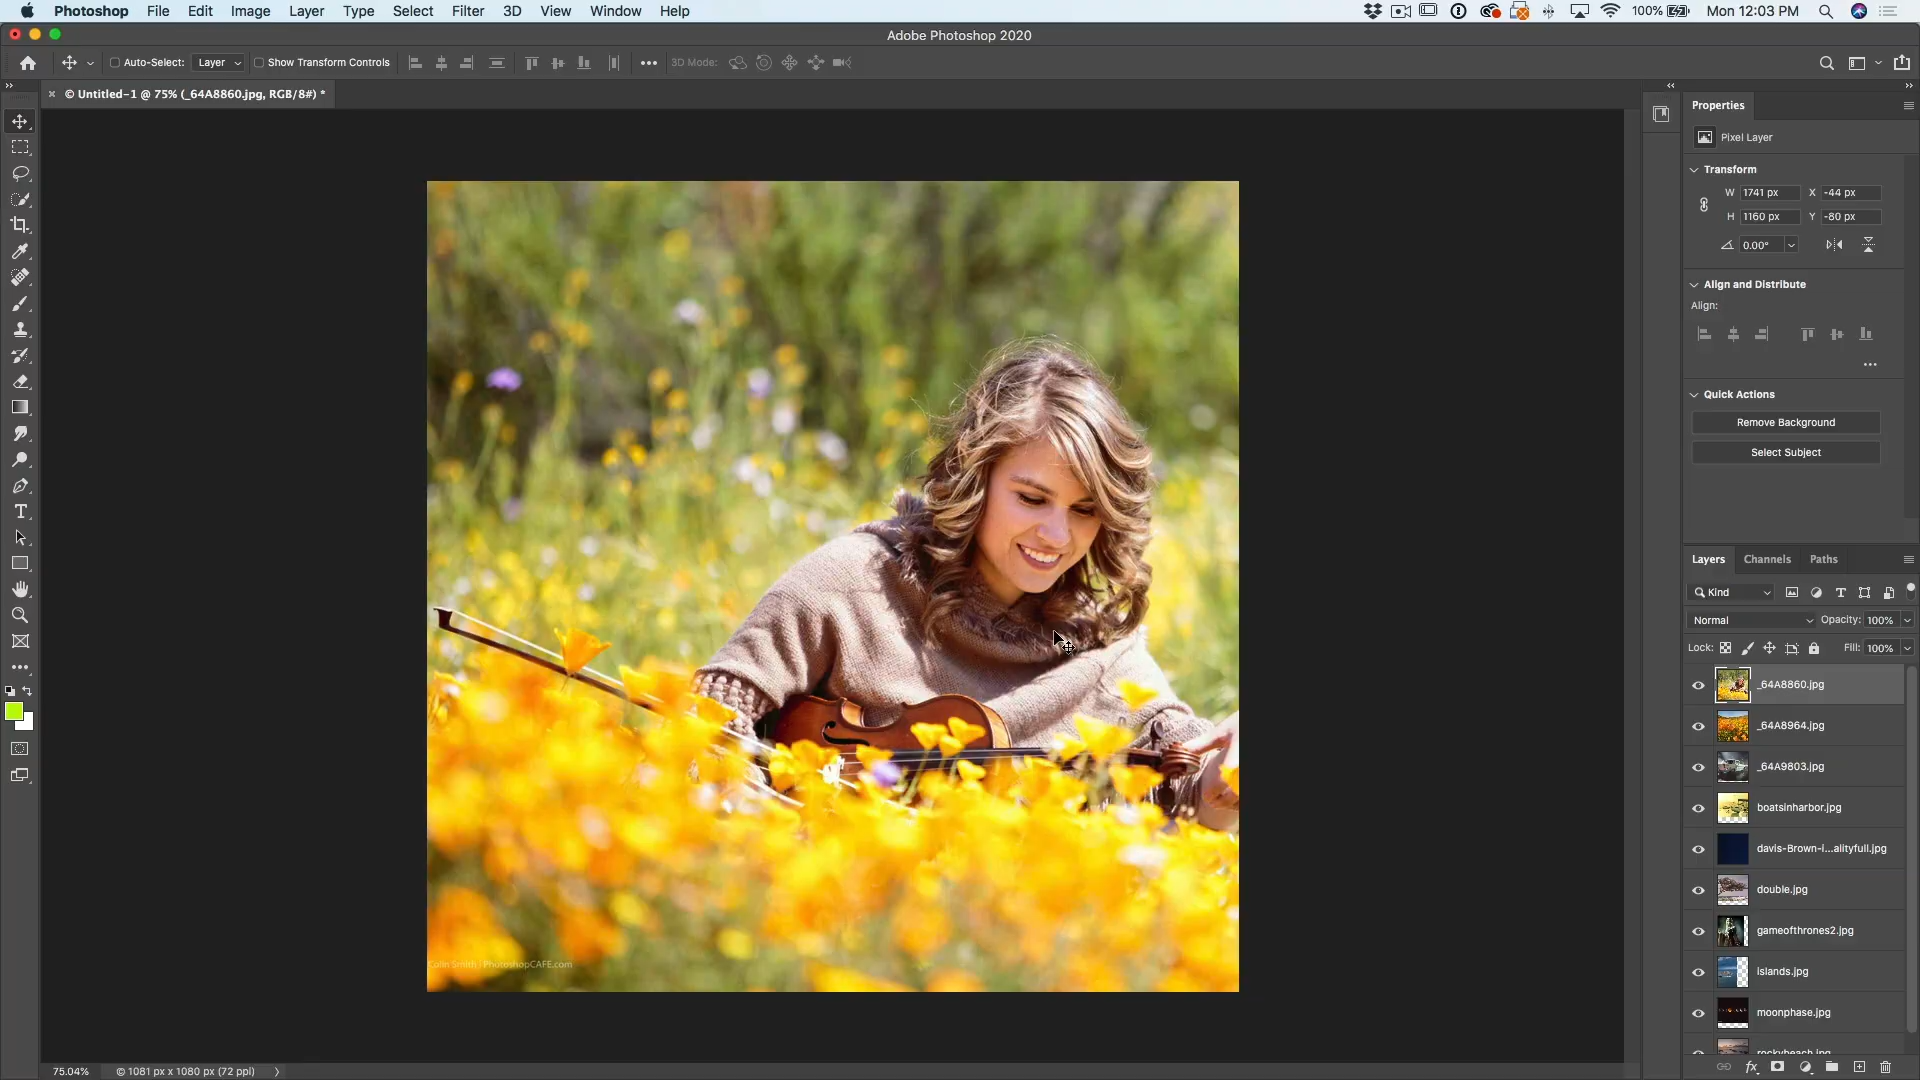 Photoshop File Edit Image Layer Type Select Filter 3D View Window Help 100% Mon 12:03 PM
Adobe Photoshop 2020
Auto-Select: Layer Show Transform Controls 3D Mode:
© Untitled-1 @ 75% (_64A8860.jpg, RGB/8#) *
Properties
Pixel Layer
Transform
W 1741 px X -44 px
H 1160 px Y -80 px
0.00°
Align and Distribute
Align:
Quick Actions
Remove Background
Select Subject
Layers Channels Paths
Kind
Normal Opacity: 100%
Lock: Fill: 100%
_64A8860.jpg
_64A8964.jpg
_64A9803.jpg
boatsinharbor.jpg
davis-Brown-i...alityfull.jpg
double.jpg
gameofthrones2.jpg
islands.jpg
moonphase.jpg
rockybeach.jpg
Colin Smith | PhotoshopCAFE.com
75.04% © 1081 px x 1080 px (72 ppi)